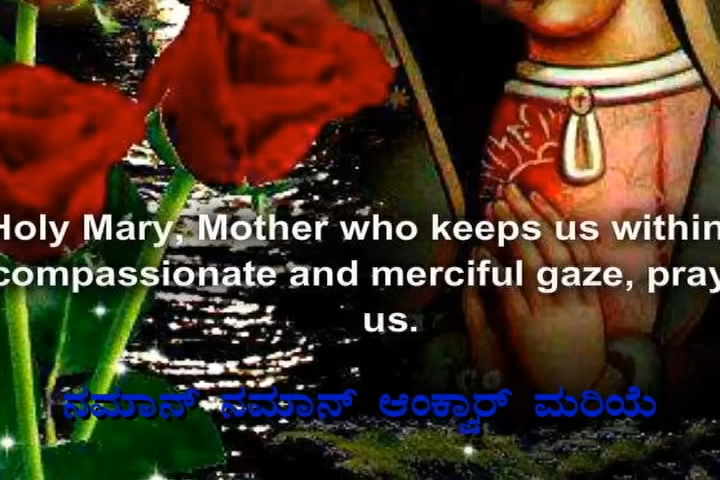 Holy Mary, Mother who keeps us within
compassionate and merciful gaze, pray
us.
ನಮಾನ್ ನಮಾನ್ ಆಂಕ್ವಾರ್ ಮರಿಯೆ